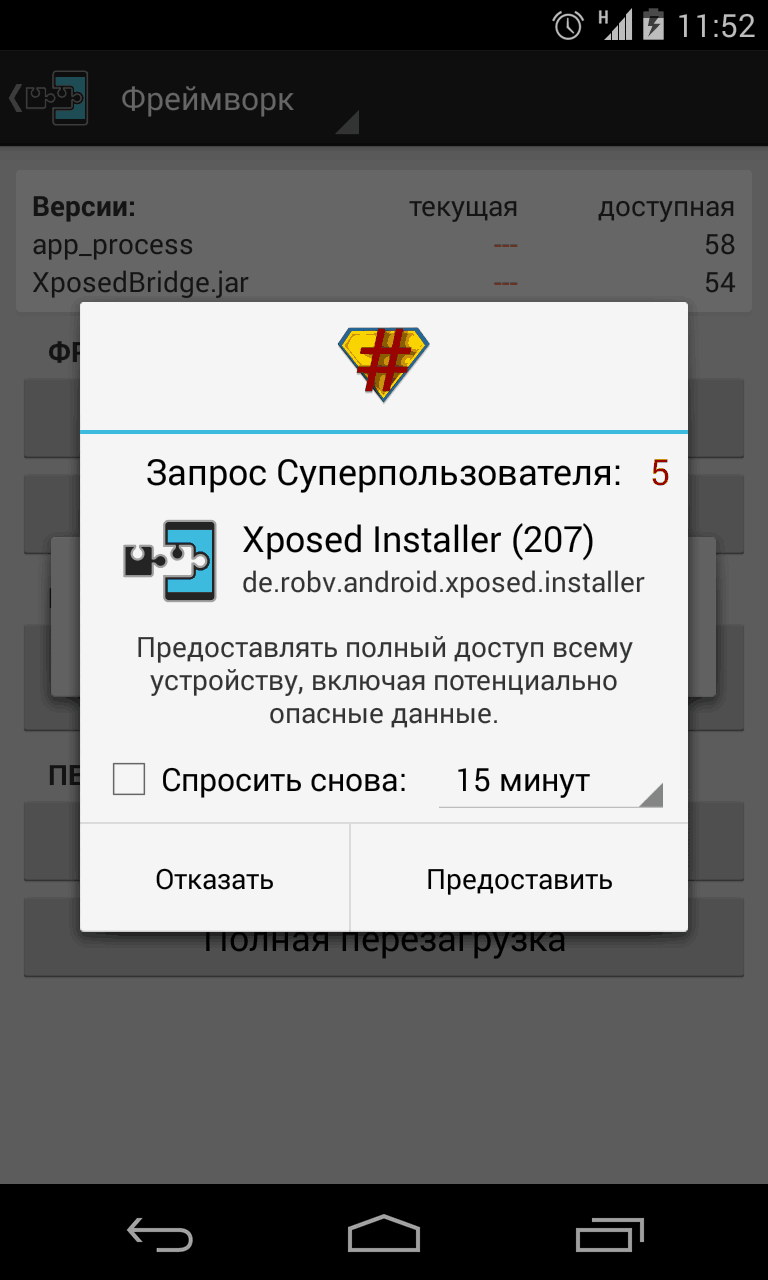 H 11:52
Фреймворк
Версии: текущая доступная
app_process --- 58
XposedBridge.jar --- 54
#
Запрос Суперпользователя: 5
Xposed Installer (207)
de.robv.android.xposed.installer
Предоставлять полный доступ всему
устройству, включая потенциально
опасные данные.
Спросить снова: 15 минут
Отказать Предоставить
Полная перезагрузка